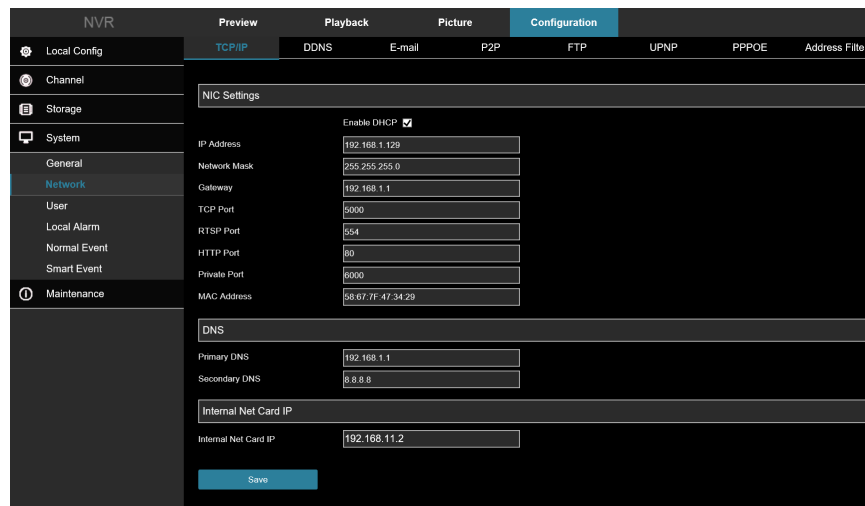 NVR Preview Playback Picture Configuration
Local Config TCP/IP DDNS E-mail P2P FTP UPNP PPPOE Address Filte
Channel
Storage
System
General
Network
User
Local Alarm
Normal Event
Smart Event
Maintenance
NIC Settings
Enable DHCP
IP Address 192.168.1.129
Network Mask 255.255.255.0
Gateway 192.168.1.1
TCP Port 5000
RTSP Port 554
HTTP Port 80
Private Port 6000
MAC Address 58:67:7F:47:34:29
DNS
Primary DNS 192.168.1.1
Secondary DNS 8.8.8.8
Internal Net Card IP
Internal Net Card IP 192.168.11.2
Save